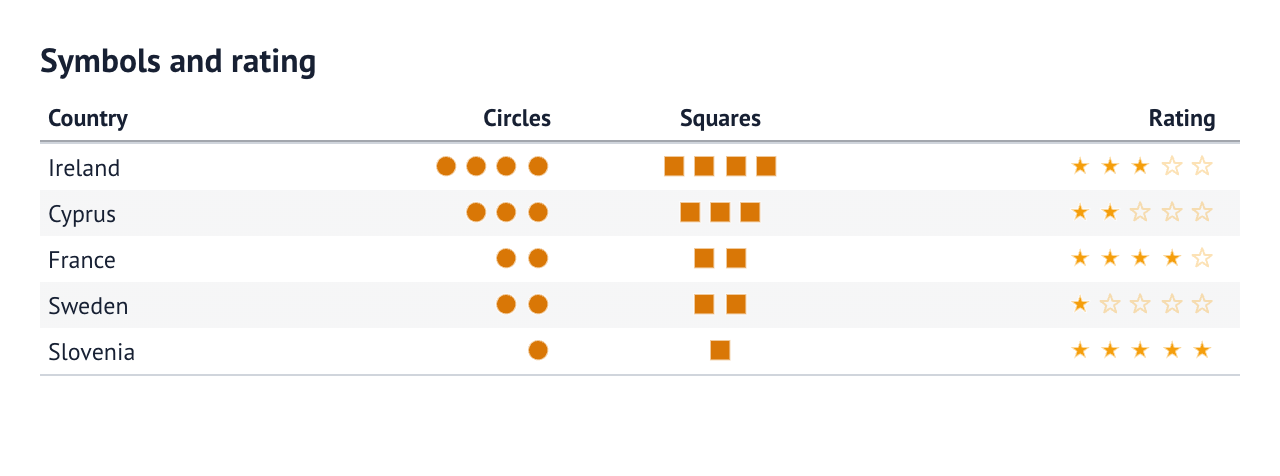 Symbols and rating
Country Circles Squares Rating
Ireland ● ● ● ● ■ ■ ■ ■ ★ ★ ★ ☆ ☆
Cyprus ● ● ● ■ ■ ■ ★ ★ ☆ ☆ ☆
France ● ● ■ ■ ★ ★ ★ ★ ☆
Sweden ● ● ■ ■ ★ ☆ ☆ ☆ ☆
Slovenia ● ■ ★ ★ ★ ★ ★